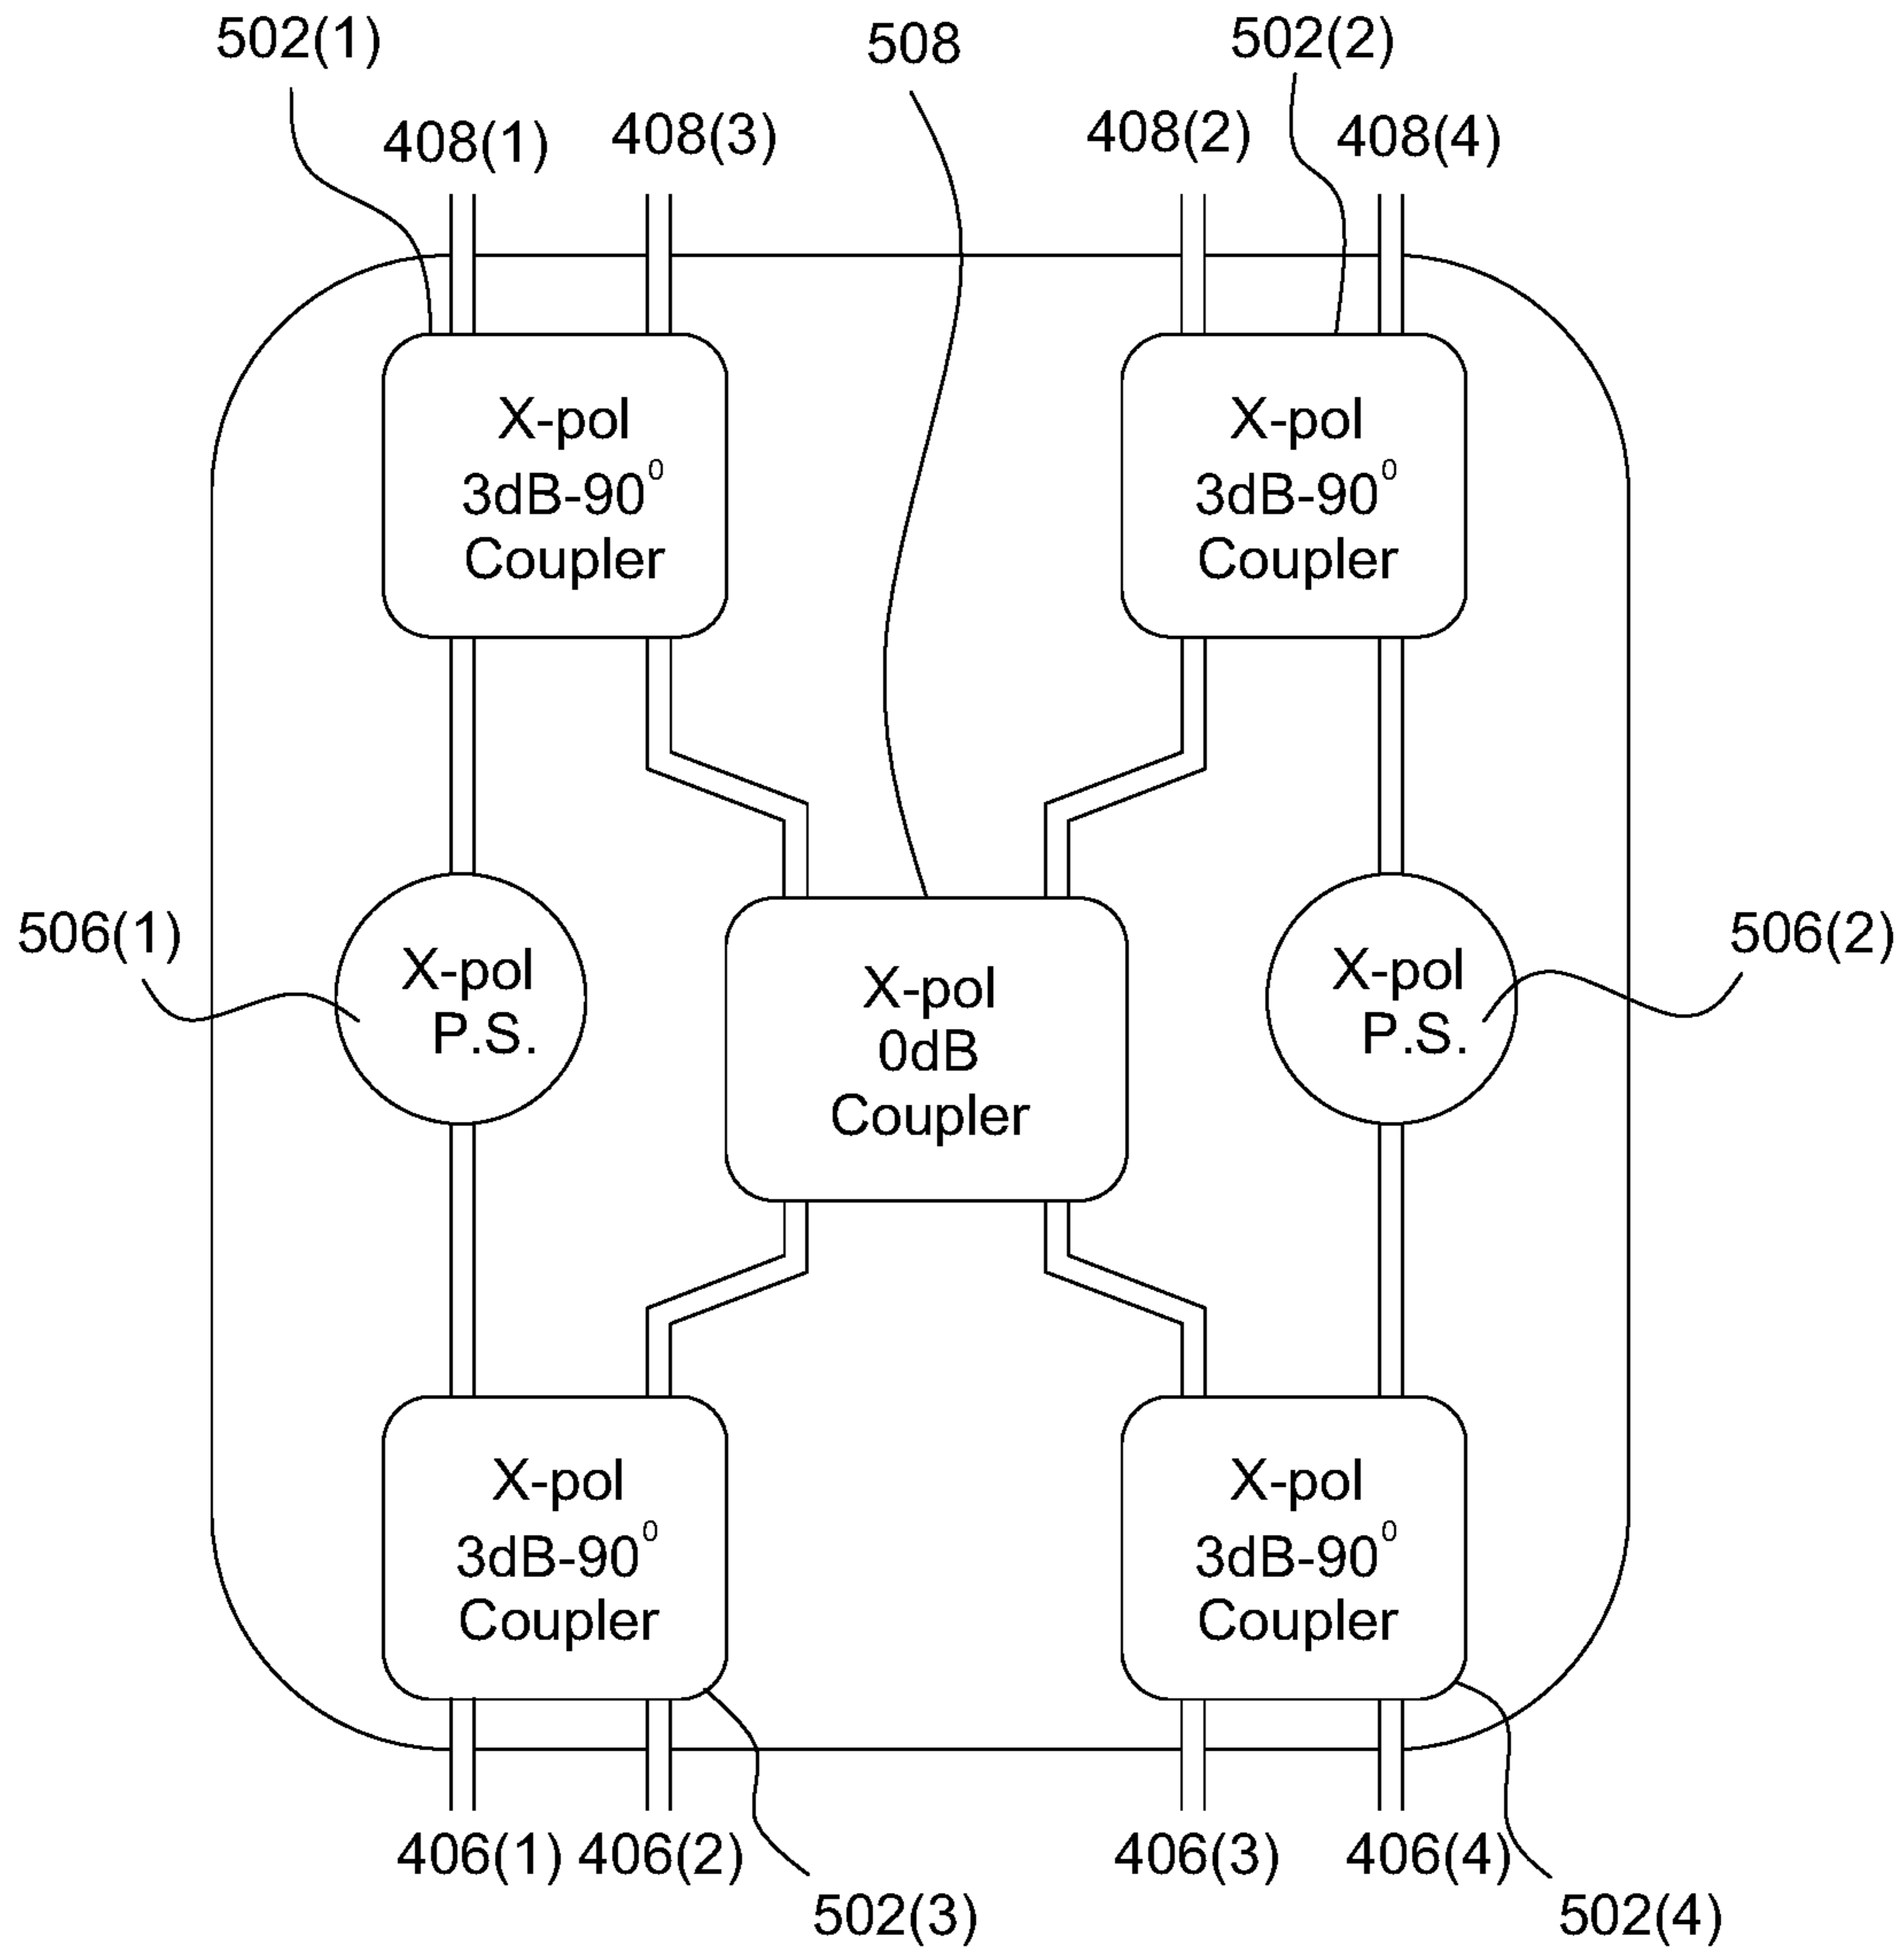 502(1)
508
502(2)
408(1)
408(3)
408(2)
408(4)
X-pol
3dB-90⁰
Coupler
X-pol
3dB-90⁰
Coupler
506(1)
X-pol
P.S.
X-pol
0dB
Coupler
X-pol
P.S.
506(2)
X-pol
3dB-90⁰
Coupler
X-pol
3dB-90⁰
Coupler
406(1)
406(2)
406(3)
406(4)
502(3)
502(4)